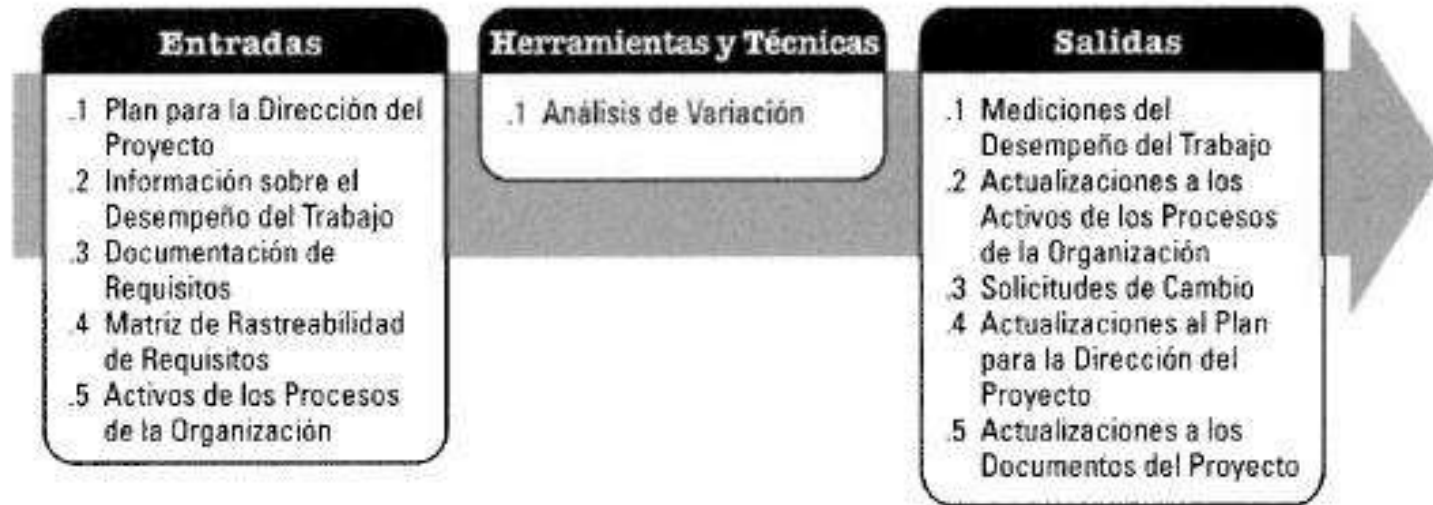 Entradas
.1 Plan para la Dirección del
Proyecto
.2 Información sobre el
Desempeño del Trabajo
.3 Documentación de
Requisitos
.4 Matriz de Rastreabilidad
de Requisitos
.5 Activos de los Procesos
de la Organización
Herramientas y Técnicas
.1 Análisis de Variación
Salidas
.1 Mediciones del
Desempeño del Trabajo
.2 Actualizaciones a los
Activos de los Procesos
de la Organización
.3 Solicitudes de Cambio
.4 Actualizaciones al Plan
para la Dirección del
Proyecto
.5 Actualizaciones a los
Documentos del Proyecto